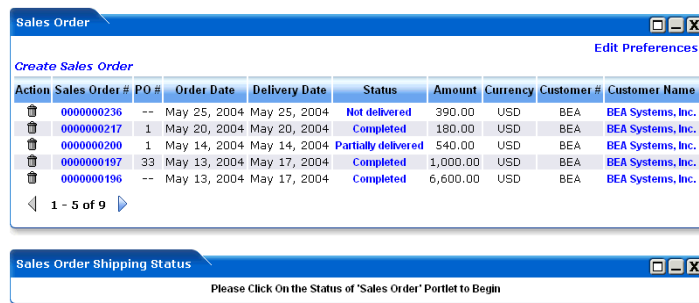 Sales Order
Edit Preferences
Create Sales Order
Action Sales Order # PO # Order Date Delivery Date Status Amount Currency Customer # Customer Name
0000000236 -- May 25, 2004 May 25, 2004 Not delivered 390.00 USD BEA BEA Systems, Inc.
0000000217 1 May 20, 2004 May 20, 2004 Completed 180.00 USD BEA BEA Systems, Inc.
0000000200 1 May 14, 2004 May 14, 2004 Partially delivered 540.00 USD BEA BEA Systems, Inc.
0000000197 33 May 13, 2004 May 17, 2004 Completed 1,000.00 USD BEA BEA Systems, Inc.
0000000196 -- May 13, 2004 May 17, 2004 Completed 6,600.00 USD BEA BEA Systems, Inc.
1 - 5 of 9
Sales Order Shipping Status
Please Click On the Status of 'Sales Order' Portlet to Begin